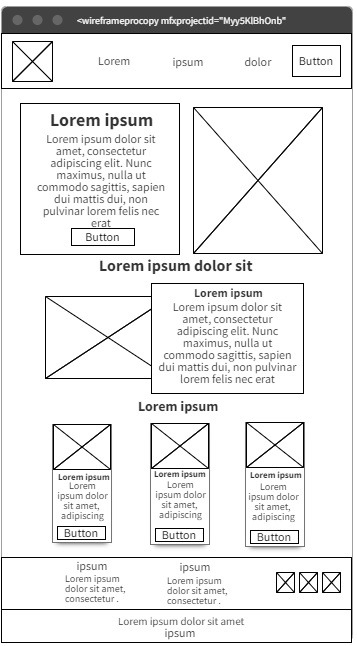 <wireframeprocopy mfxprojectid="Myy5KlBhOnb"
Lorem ipsum dolor Button
Lorem ipsum
Lorem ipsum dolor sit
amet, consectetur
adipiscing elit. Nunc
maximus, nulla ut
commodo sagittis, sapien
dui mattis dui, non
pulvinar lorem felis nec
erat
Button
Lorem ipsum dolor sit
Lorem ipsum
Lorem ipsum dolor sit
amet, consectetur
adipiscing elit. Nunc
maximus, nulla ut
commodo sagittis, sapien
dui mattis dui, non pulvinar
lorem felis nec erat
Lorem ipsum
Lorem ipsum
Lorem
ipsum dolor
sit amet,
adipiscing
Button
Lorem ipsum
Lorem
ipsum dolor
sit amet,
adipiscing
Button
Lorem ipsum
Lorem
ipsum dolor
sit amet,
adipiscing
Button
ipsum
Lorem ipsum
dolor sit amet,
consectetur .
ipsum
Lorem ipsum
dolor sit amet,
consectetur .
Lorem ipsum dolor sit amet
ipsum